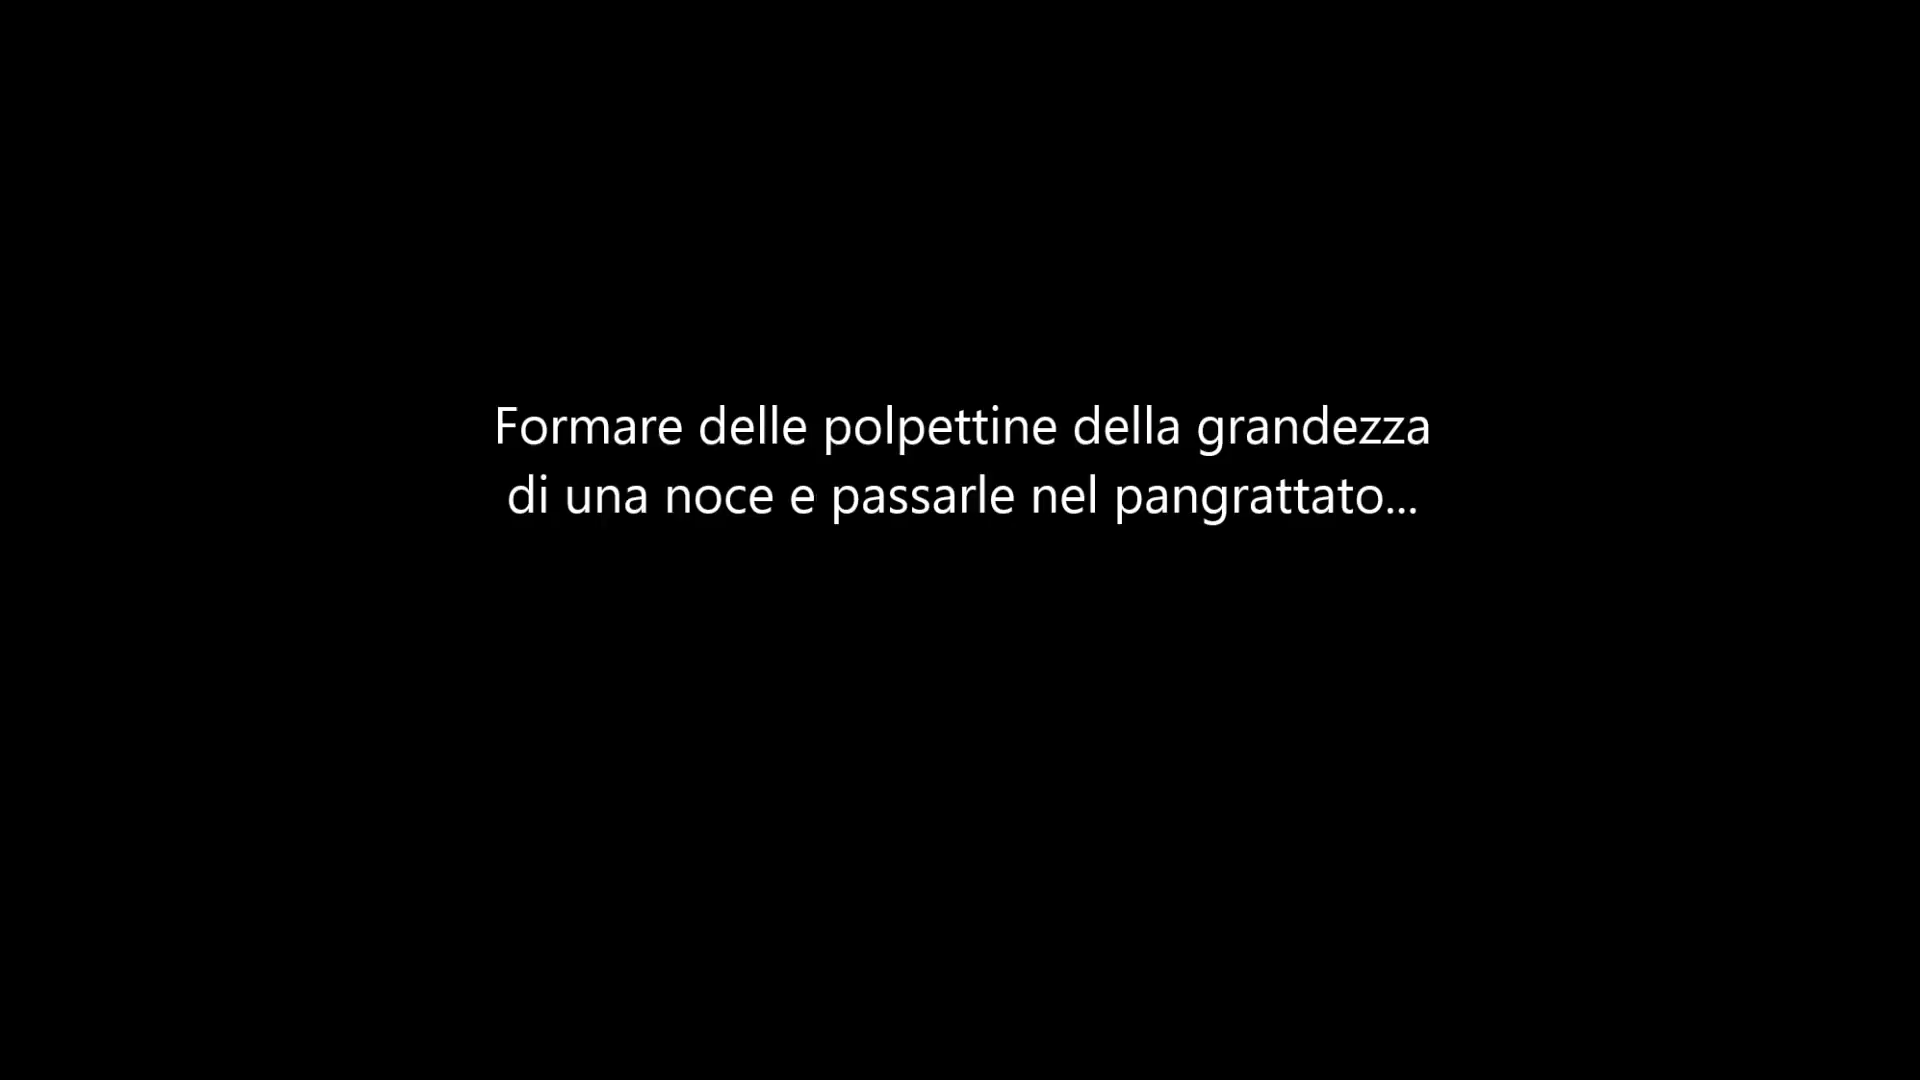 Formare delle polpettine della grandezza
di una noce e passarle nel pangrattato...